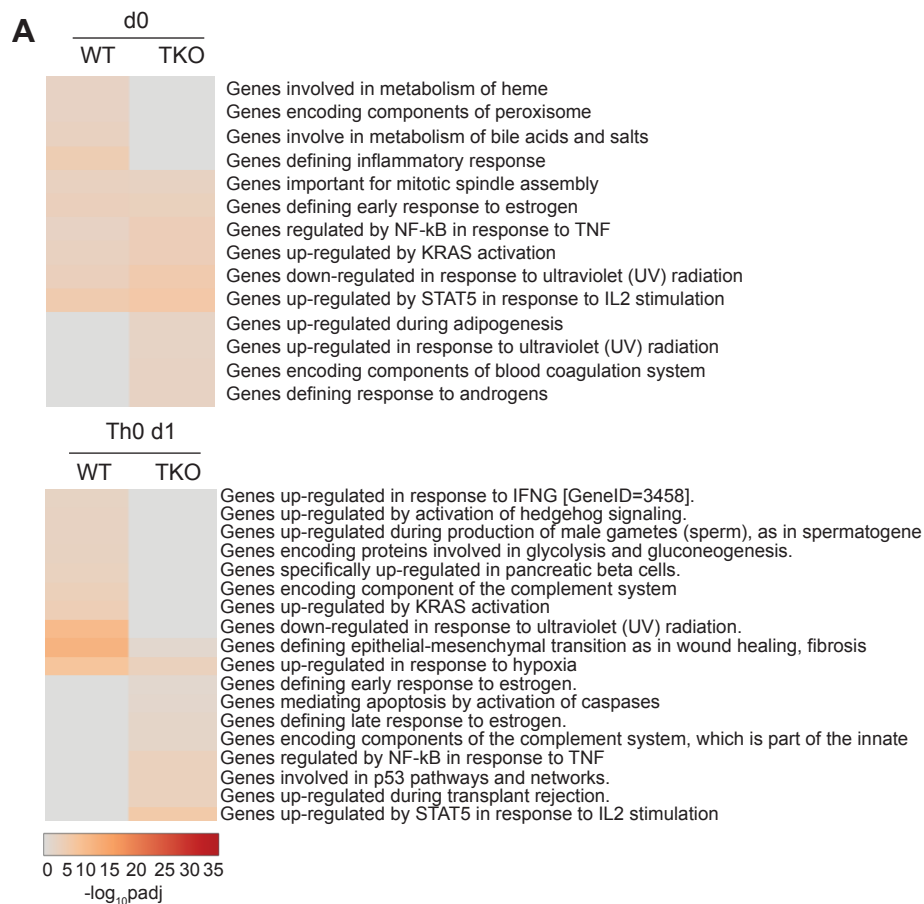 A
d0
WT TKO
Genes involved in metabolism of heme
Genes encoding components of peroxisome
Genes involve in metabolism of bile acids and salts
Genes defining inflammatory response
Genes important for mitotic spindle assembly
Genes defining early response to estrogen
Genes regulated by NF-kB in response to TNF
Genes up-regulated by KRAS activation
Genes down-regulated in response to ultraviolet (UV) radiation
Genes up-regulated by STAT5 in response to IL2 stimulation
Genes up-regulated during adipogenesis
Genes up-regulated in response to ultraviolet (UV) radiation
Genes encoding components of blood coagulation system
Genes defining response to androgens
Th0 d1
WT TKO
Genes up-regulated in response to IFNG [GeneID=3458].
Genes up-regulated by activation of hedgehog signaling.
Genes up-regulated during production of male gametes (sperm), as in spermatogene
Genes encoding proteins involved in glycolysis and gluconeogenesis.
Genes specifically up-regulated in pancreatic beta cells.
Genes encoding component of the complement system
Genes up-regulated by KRAS activation
Genes down-regulated in response to ultraviolet (UV) radiation.
Genes defining epithelial-mesenchymal transition as in wound healing, fibrosis
Genes up-regulated in response to hypoxia
Genes defining early response to estrogen.
Genes mediating apoptosis by activation of caspases
Genes defining late response to estrogen.
Genes encoding components of the complement system, which is part of the innate
Genes regulated by NF-kB in response to TNF
Genes involved in p53 pathways and networks.
Genes up-regulated during transplant rejection.
Genes up-regulated by STAT5 in response to IL2 stimulation
0 5 10 15 20 25 30 35
-log₁₀padj